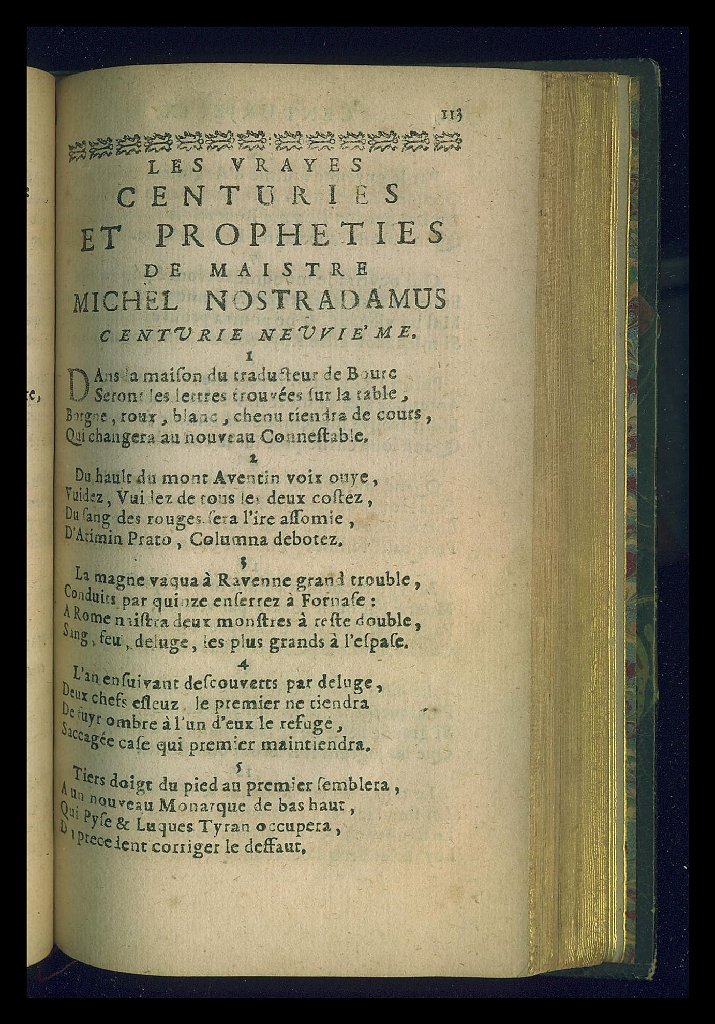 113
LES VRAYES
CENTURIES
ET PROPHETIES
DE MAISTRE
MICHEL NOSTRADAMUS
CENTVRIE NEUVIE'ME.
1
DAns la maiſon du traducteur de Bourc
Seront les lettres trouvées ſur la table,
Borgne, roux, blanc, chenu tiendra de cours,
Qui changera au nouveau Conneſtable.
2
Du hault du mont Aventin voix ouye,
Vuidez, Vuidez de tous les deux coſtez,
Du ſang des rouges ſera l'ire aſſomie,
D'Arimin Prato, Columna debotez.
3
La magne vaqua à Ravenne grand trouble,
Conduits par quinze enſerrez à Fornaſe:
A Rome naiſtra deux monſtres à teſte double,
Sang, feu, deluge, les plus grands à l'eſpaſe.
4
L'an enſuivant deſcouverts par deluge,
Deux chefs eſleuz, le premier ne tiendra
De fuyr ombre à l'un d'eux le refuge,
Saccagée caſe qui premier maintiendra.
5
Tiers doigt du pied au premier ſemblera,
A un nouveau Monarque de bas haut,
Qui Pyſe & Luques Tyran occupera,
Du precedent corriger le deffaut.
te,